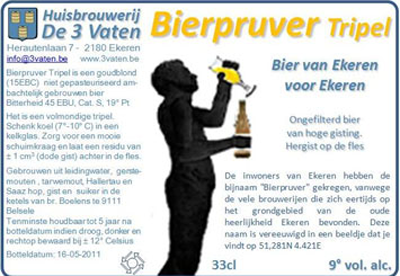 Huisbrouwerij
De 3 Vaten
Herautenlaan 7 - 2180 Ekeren
info@3vaten.be www.3vaten.be
Bierpruver Tripel is een goudblond
(15EBC) niet gepasteuriseerd am-
bachtelijk gebrouwen bier
Bitterheid 45 EBU, Cat. S, 19° Pt
Het is een volmondige tripel.
Schenk koel (7°-10° C) in een
kelkglas. Zorg voor een mooie
schuimkraag en laat een residu van
± 1 cm³ (dode gist) achter in de fles.
Gebrouwen uit leidingwater, gerste-
mouten , tarwemout, Hallertau en
Saaz hop, gist en suiker in de
ketels van br. Boelens te 9111
Belsele
Tenminste houdbaar tot 5 jaar na
botteldatum indien droog, donker en
rechtop bewaard bij ± 12° Celsius
Botteldatum: 16-05-2011
Bierpruver Tripel
Bier van Ekeren
voor Ekeren
Ongefilterd bier
van hoge gisting.
Hergist op de fles
De inwoners van Ekeren hebben de
bijnaam "Bierpruver" gekregen, vanwege
de vele brouwerijen die zich eertijds op
het grondgebied van de oude
heerlijkheid Ekeren bevonden. Deze
naam is vereeuwigd in een beeldje dat je
vindt op 51,281N 4.421E
33cl 9° vol. alc.